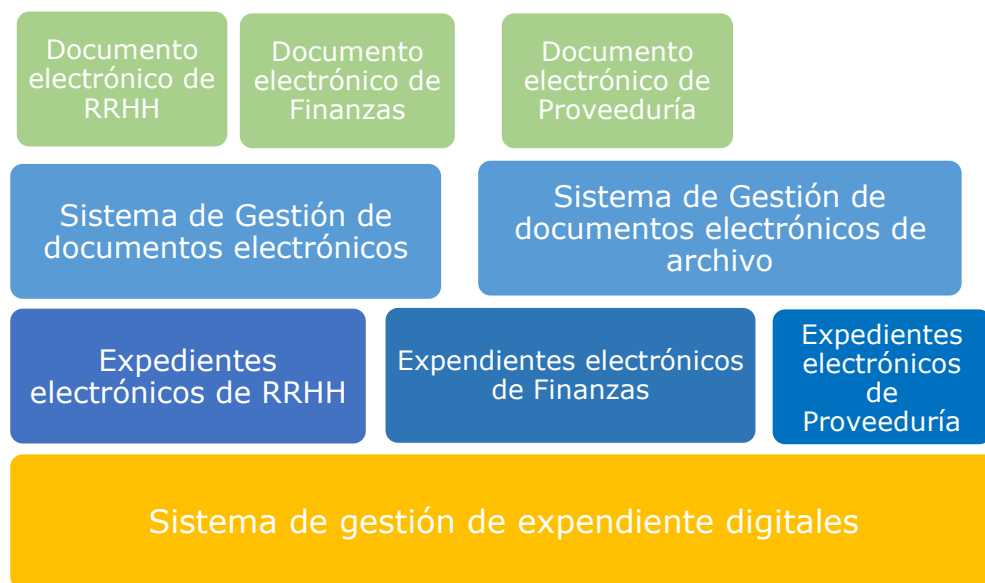 Documento
electrónico de
RRHH
Documento
electrónico de
Finanzas
Documento
electrónico de
Proveeduría
Sistema de Gestión de
documentos electrónicos
Sistema de Gestión de
documentos electrónicos de
archivo
Expedientes
electrónicos de RRHH
Expendientes electrónicos
de Finanzas
Expedientes
electrónicos
de
Proveeduría
Sistema de gestión de expendiente digitales